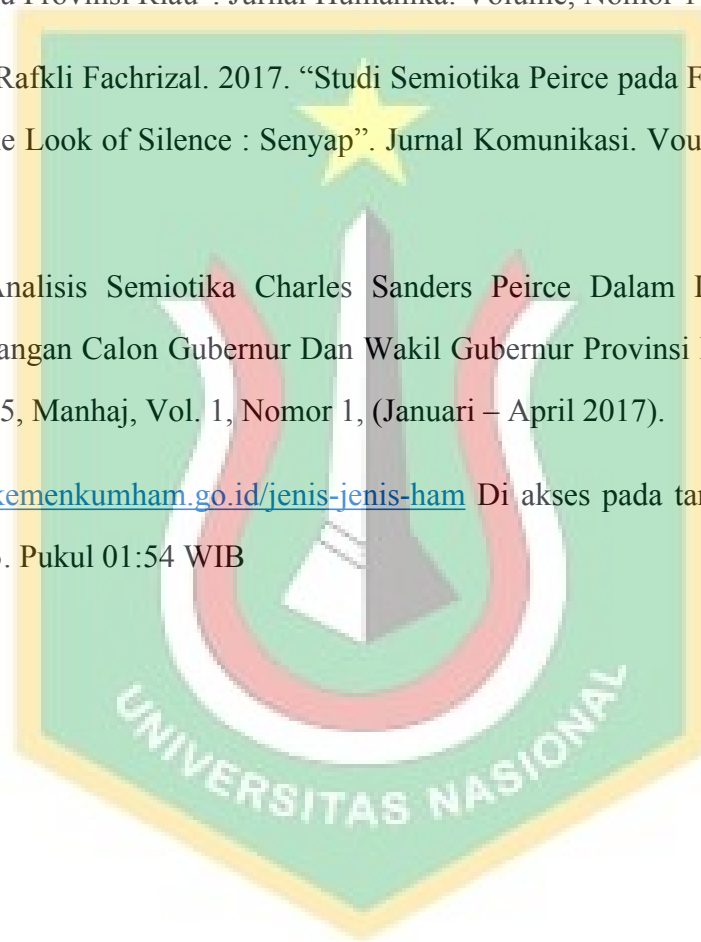 Provinsi Riau". Jurnal Humanika. Volume, Nomor 1
Rafkli Fachrizal. 2017. “Studi Semiotika Peirce pada F
Look of Silence : Senyap”. Jurnal Komunikasi. Vou
Analisis Semiotika Charles Sanders Peirce Dalam
angan Calon Gubernur Dan Wakil Gubernur Provinsi
5, Manhaj, Vol. 1, Nomor 1, (Januari – April 2017).
kemenkumham.go.id/jenis-jenis-ham Di akses pada tan
. Pukul 01:54 WIB
UNIVERSITAS NASIONAL